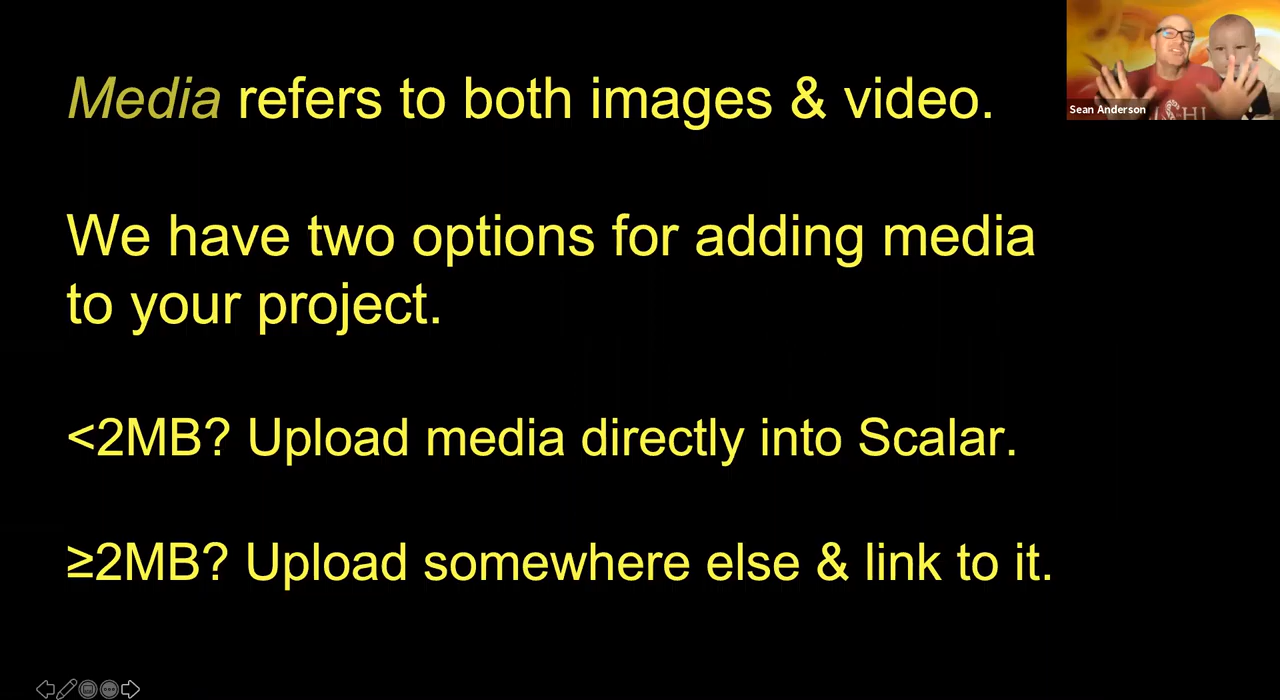 Media refers to both images & video.
We have two options for adding media
to your project.
<2MB? Upload media directly into Scalar.
≥2MB? Upload somewhere else & link to it.
Sean Anderson